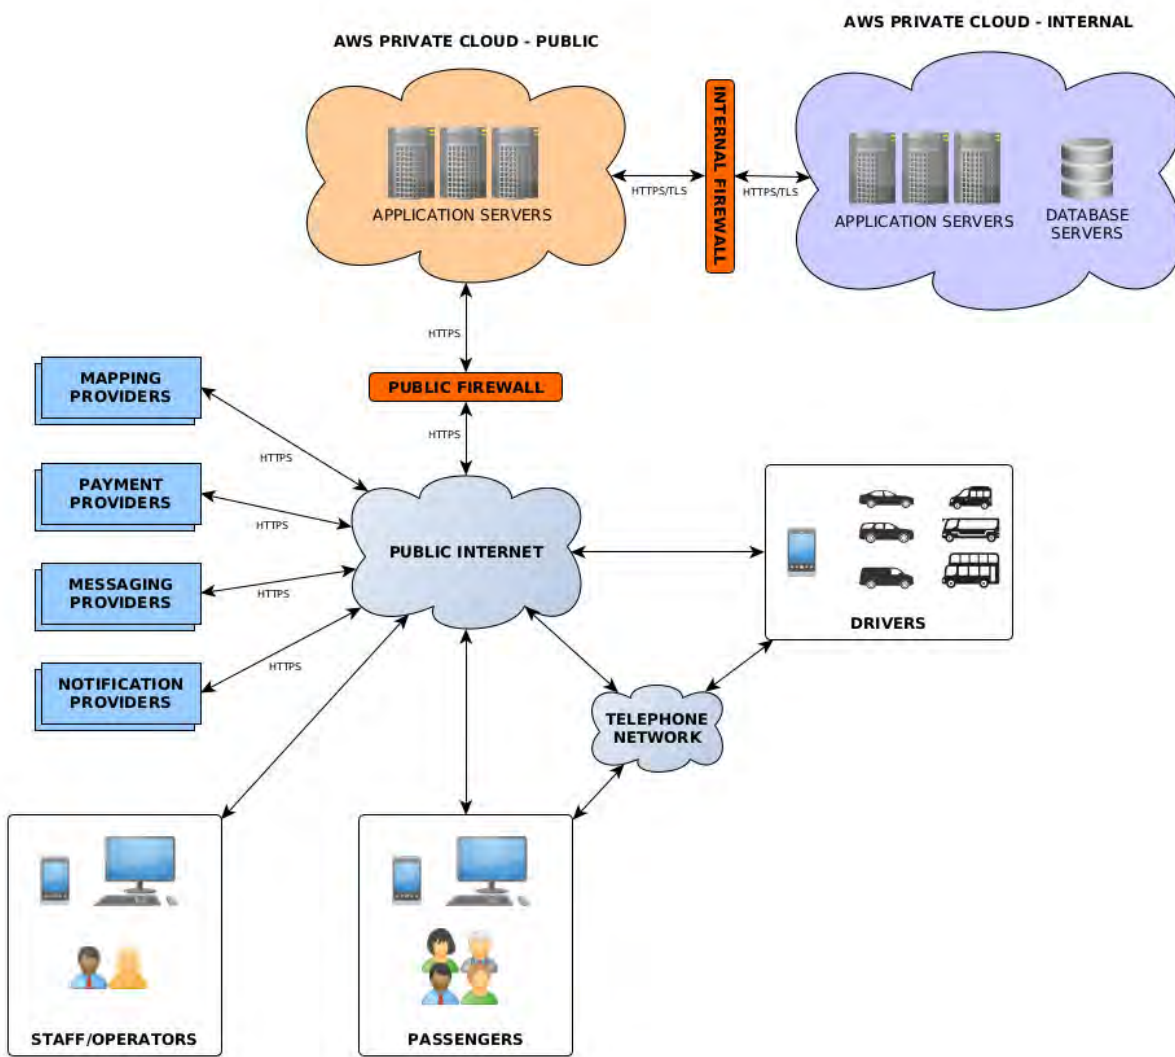 AWS PRIVATE CLOUD - PUBLIC
AWS PRIVATE CLOUD - INTERNAL
APPLICATION SERVERS
HTTPS/TLS
INTERNAL FIREWALL
HTTPS/TLS
APPLICATION SERVERS
DATABASE
SERVERS
HTTPS
PUBLIC FIREWALL
HTTPS
MAPPING
PROVIDERS
HTTPS
PAYMENT
PROVIDERS
HTTPS
MESSAGING
PROVIDERS
HTTPS
NOTIFICATION
PROVIDERS
HTTPS
PUBLIC INTERNET
DRIVERS
TELEPHONE
NETWORK
STAFF/OPERATORS
PASSENGERS